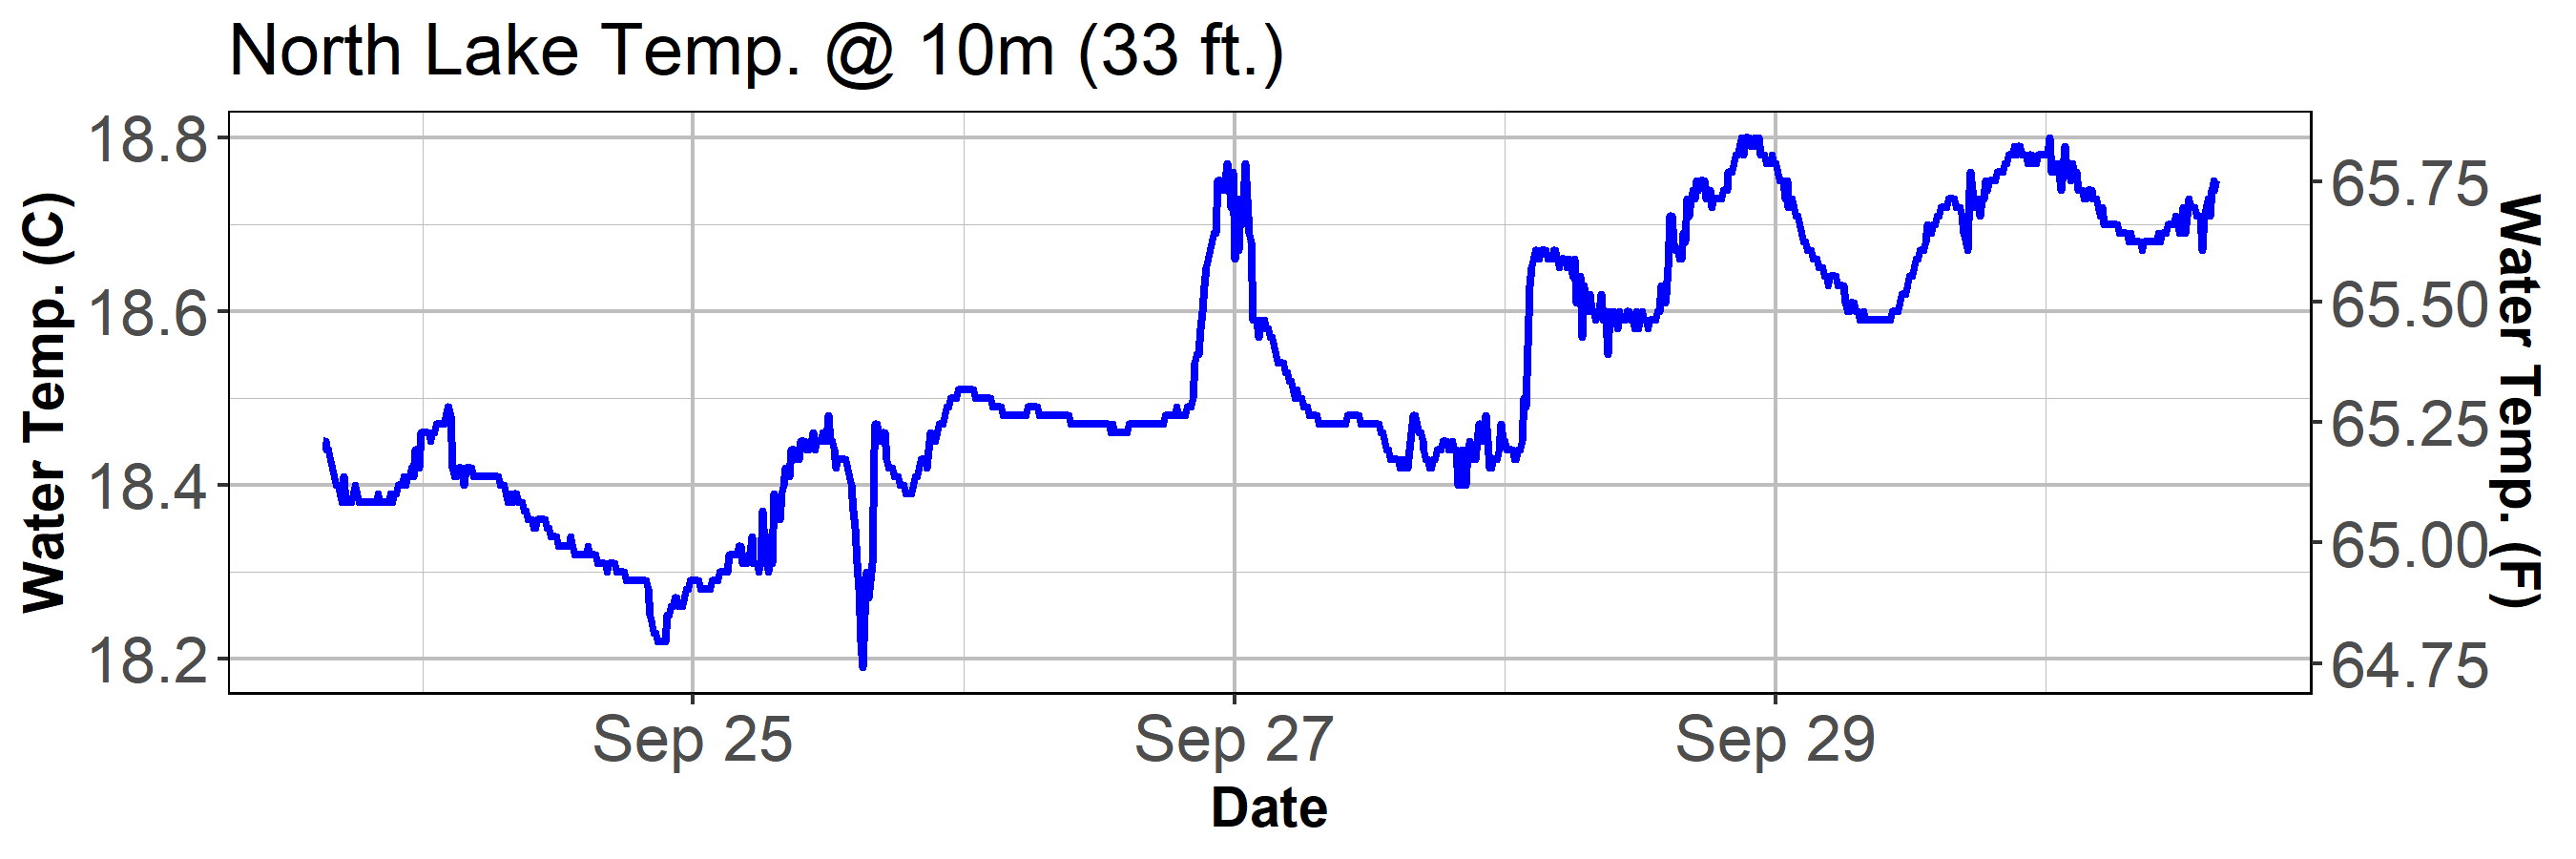 North Lake Temp. @ 10m (33 ft.)
Water Temp. (C)
18.8
18.6
18.4
18.2
65.75
65.50
65.25
65.00
64.75
Water Temp. (F)
Sep 25
Sep 27
Sep 29
Date